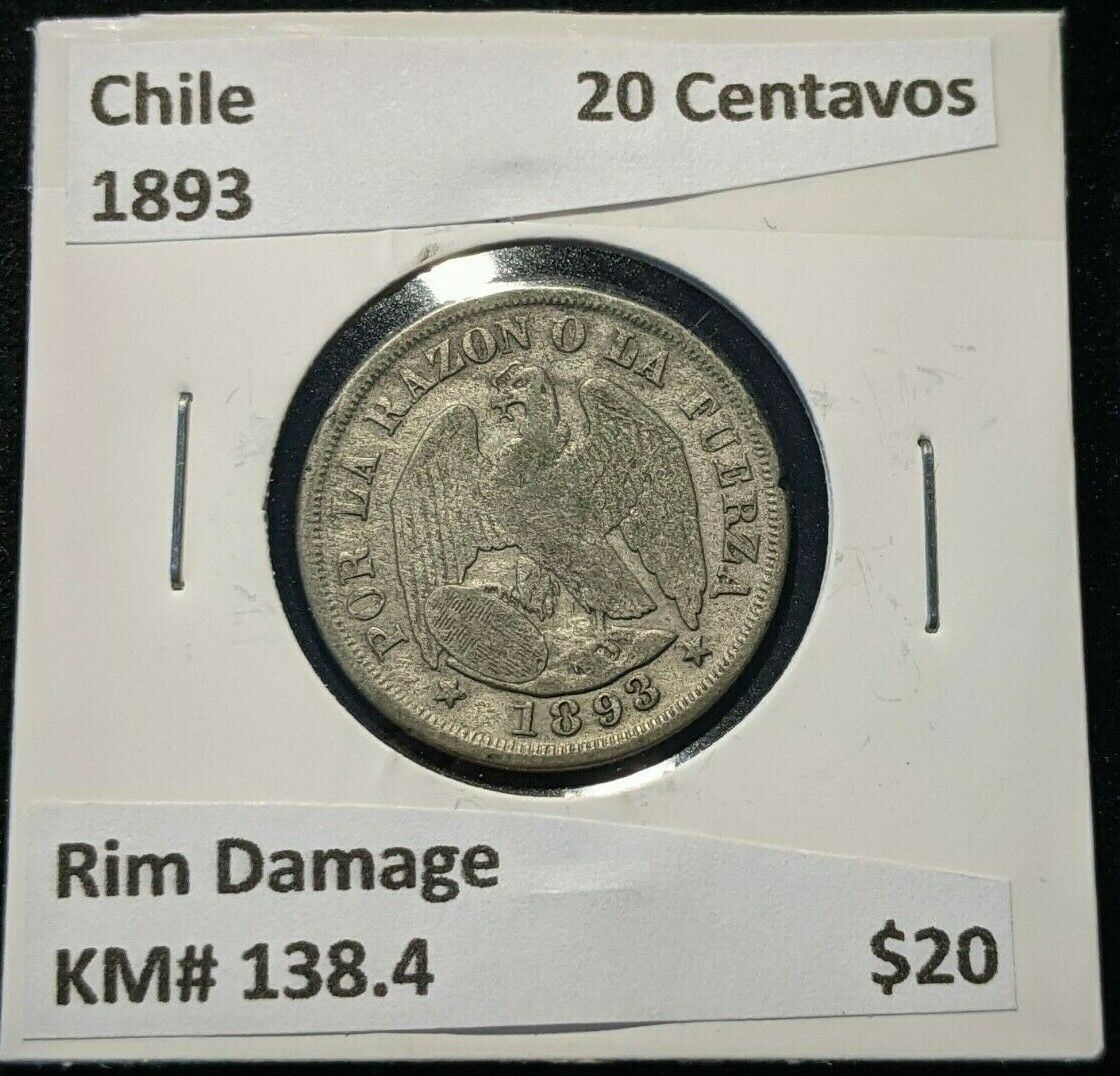 Chile 20 Centavos
1893
POR LA RAZON O LA FUERZA
1893
Rim Damage
KM# 138.4 $20